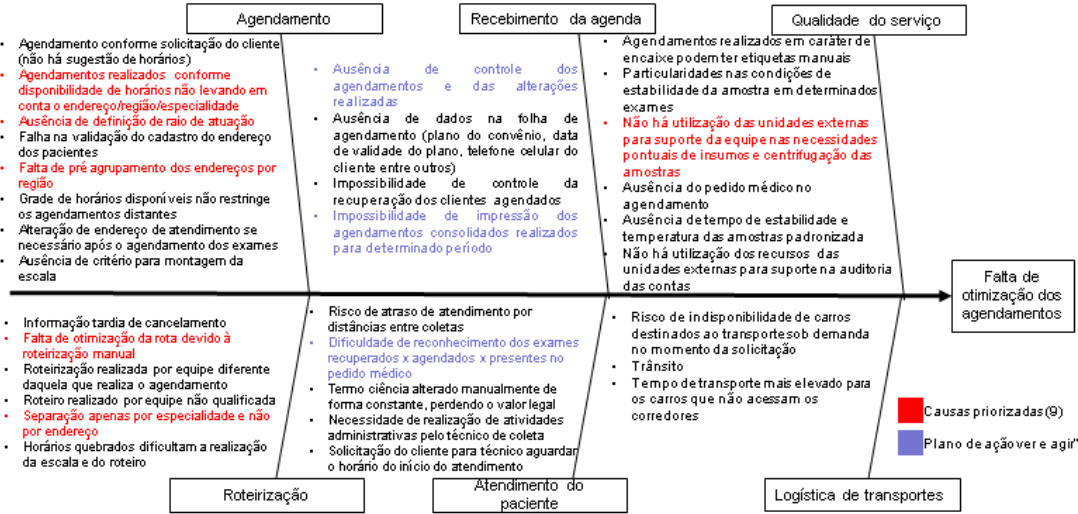 Agendamento
• Agendamento conforme solicitação do cliente
(não há sugestão de horários)
• Agendamentos realizados conforme
disponibilidade de horários não levando em
conta o endereço/região/especialidade
• Ausência de definição de raio de atuação
• Falha na validação do cadastro do endereço
dos pacientes
• Falta de pré agrupamento dos endereços por
região
• Grade de horários disponíveis não restringe
os agendamentos distantes
• Alteração de endereço de atendimento se
necessário após o agendamento dos exames
• Ausência de critério para montagem da
escala
Recebimento da agenda
• Ausência de controle dos
agendamentos e das alterações
realizadas
• Ausência de dados na folha de
agendamento (plano do convênio, data
de validade do plano, telefone celular do
cliente entre outros)
• Impossibilidade de controle da
recuperação dos clientes agendados
• Impossibilidade de impressão dos
agendamentos consolidados realizados
para determinado período
Qualidade do serviço
• Agendamentos realizados em caráter de
encaixe podem ter etiquetas manuais
• Particularidades nas condições de
estabilidade da amostra em determinados
exames
• Não há utilização das unidades externas
para suporte da equipe nas necessidades
pontuais de insumos e centrifugação das
amostras
• Ausência do pedido médico no
agendamento
• Ausência de tempo de estabilidade e
temperatura das amostras padronizada
• Não há utilização dos recursos das
unidades externas para suporte na auditoria
das contas
Falta de
otimização dos
agendamentos
• Informação tardia de cancelamento
• Falta de otimização da rota devido à
roteirização manual
• Roteirização realizada por equipe diferente
daquela que realiza o agendamento
• Roteiro realizado por equipe não qualificada
• Separação apenas por especialidade e não
por endereço
• Horários quebrados dificultam a realização
da escala e do roteiro
Roteirização
• Risco de atraso de atendimento por
distâncias entre coletas
• Dificuldade de reconhecimento dos exames
recuperados x agendados x presentes no
pedido médico
• Termo ciência alterado manualmente de
forma constante, perdendo o valor legal
• Necessidade de realização de atividades
administrativas pelo técnico de coleta
• Solicitação do cliente para técnico aguardar
o horário do início do atendimento
Atendimento do
paciente
• Risco de indisponibilidade de carros
destinados ao transporte sob demanda
no momento da solicitação
• Trânsito
• Tempo de transporte mais elevado para
os carros que não acessam os
corredores
Logística de transportes
Causas priorizadas (9)
Plano de ação ver e agir"